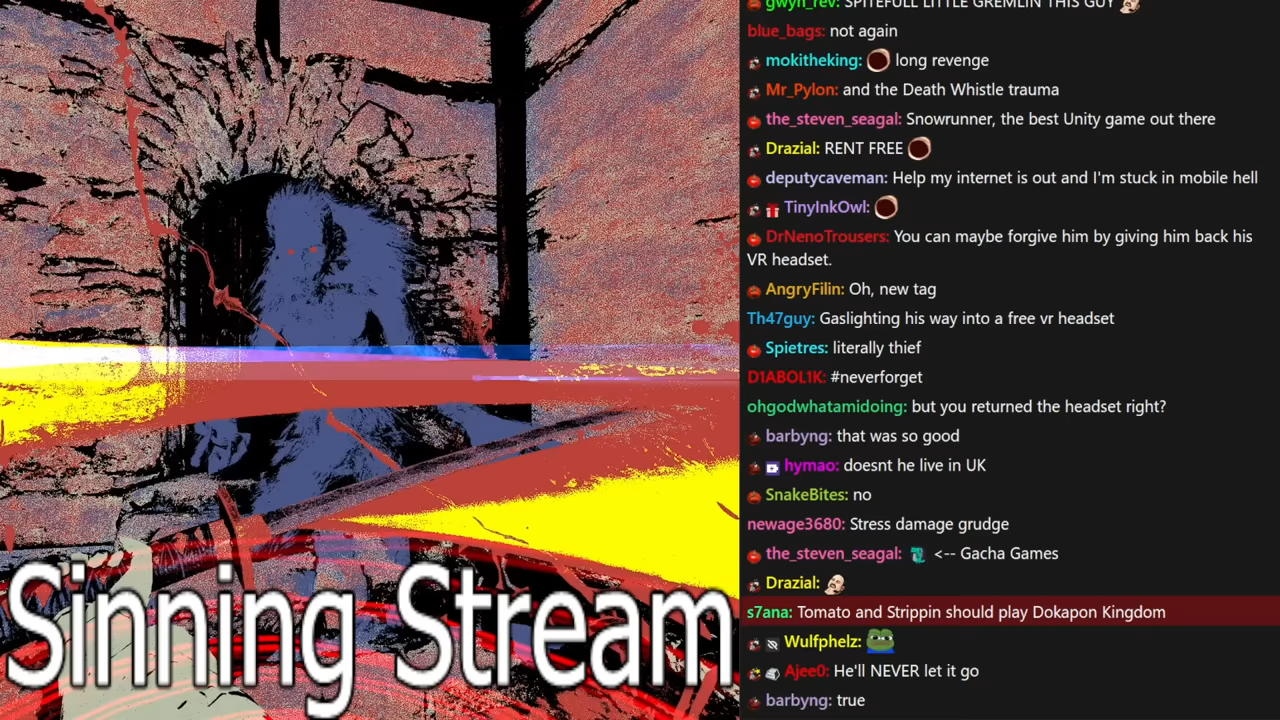 gwyn_rev: SPITEFULL LITTLE GREMLIN THIS GUY
blue_bags: not again
mokitheking: long revenge
Mr_Pylon: and the Death Whistle trauma
the_steven_seagal: Snowrunner, the best Unity game out there
Drazial: RENT FREE
deputycaveman: Help my internet is out and I'm stuck in mobile hell
TinyInkOwl:
DrNenoTrousers: You can maybe forgive him by giving him back his
VR headset.
AngryFilin: Oh, new tag
Th47guy: Gaslighting his way into a free vr headset
Spietres: literally thief
D1ABOL1K: #neverforget
ohgodwhatamidoing: but you returned the headset right?
barbyng: that was so good
hymao: doesnt he live in UK
SnakeBites: no
newage3680: Stress damage grudge
the_steven_seagal: <-- Gacha Games
Drazial:
s7ana: Tomato and Strippin should play Dokapon Kingdom
Wulfphelz:
Ajee0: He'll NEVER let it go
barbyng: true
Sinning Stream